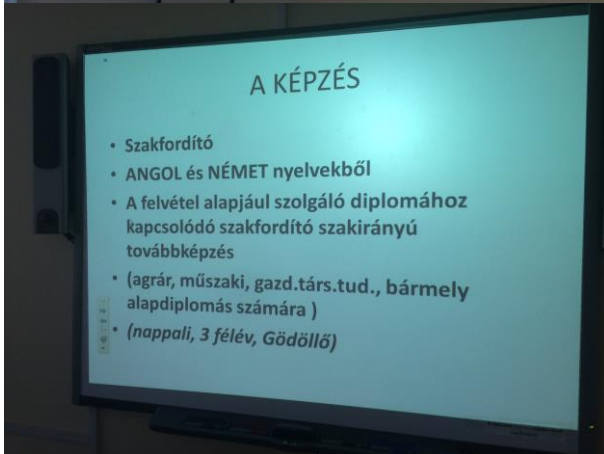 A KÉPZÉS
• Szakfordító
• ANGOL és NÉMET nyelvekből
• A felvétel alapjául szolgáló diplomához
kapcsolódó szakfordító szakirányú
továbbképzés
• (agrár, műszaki, gazd.társ.tud., bármely
alapdiplomás számára )
• (nappali, 3 félév, Gödöllő)